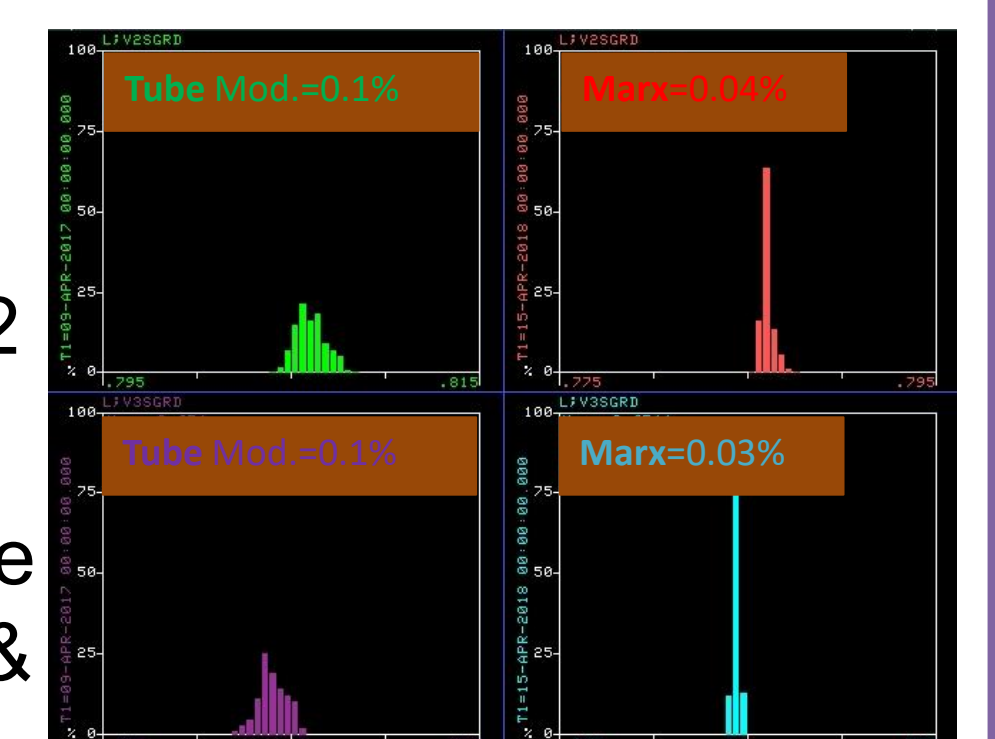 2
e
&
L;V2SGRD
Tube Mod.=0.1%
100
75
50
25
% 0
T1=09-APR-2017 00:00:00.000
.795
.815
L;V2SGRD
Marx=0.04%
100
75
50
25
% 0
T1=15-APR-2018 00:00:00.000
.775
.795
L;V3SGRD
Tube Mod.=0.1%
100
75
50
25
% 0
T1=09-APR-2017 00:00:00.000
L;V3SGRD
Marx=0.03%
100
75
50
25
% 0
T1=15-APR-2018 00:00:00.000